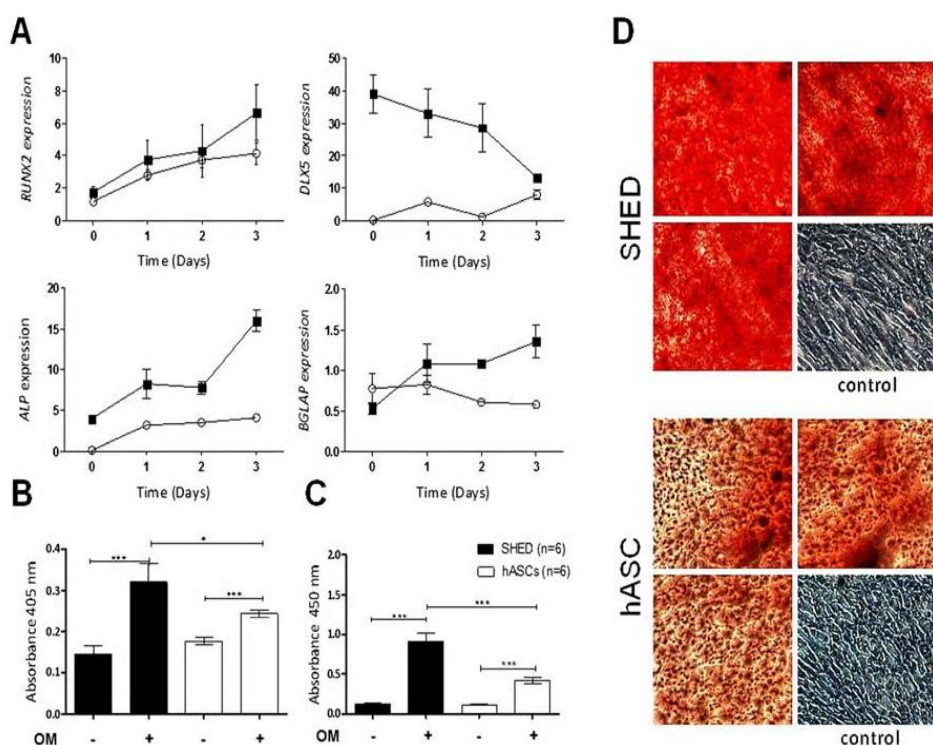 A
RUNX2 expression
10
8
6
4
2
0
0 1 2 3
Time (Days)
DLX5 expression
50
40
30
20
10
0
0 1 2 3
Time (Days)
ALP expression
20
15
10
5
0
0 1 2 3
Time (Days)
BGLAP expression
2.0
1.5
1.0
0.5
0.0
0 1 2 3
Time (Days)
B
Absorbance 405 nm
0.4
0.3
0.2
0.1
0.0
***
*
***
OM - + - +
C
Absorbance 450 nm
2.0
1.5
1.0
0.5
0.0
SHED (n=6)
hASCs (n=6)
***
***
***
- + - +
D
SHED
control
hASC
control